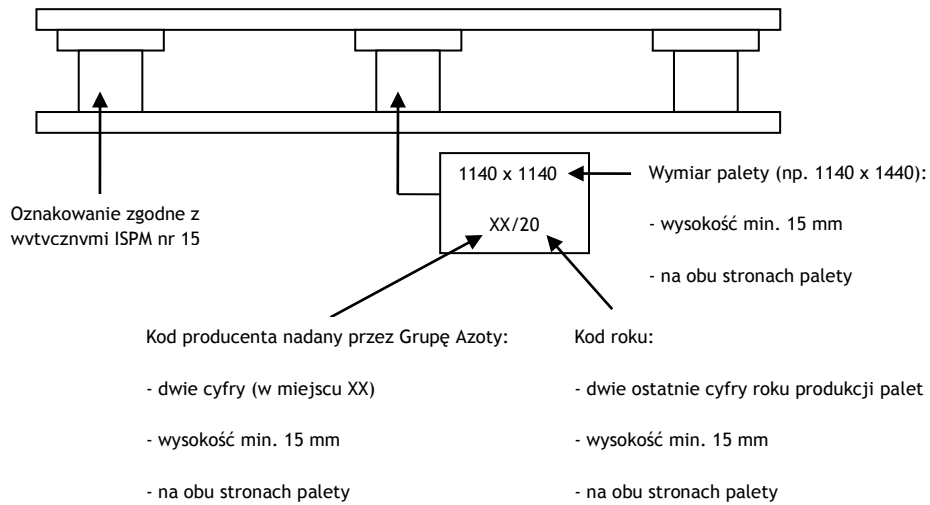 1140 x 1140
XX/20
Wymiar palety (np. 1140 x 1440):
- wysokość min. 15 mm
- na obu stronach palety
Oznakowanie zgodne z
wytycznymi ISPM nr 15
Kod producenta nadany przez Grupę Azoty:
- dwie cyfry (w miejscu XX)
- wysokość min. 15 mm
- na obu stronach palety
Kod roku:
- dwie ostatnie cyfry roku produkcji palet
- wysokość min. 15 mm
- na obu stronach palety